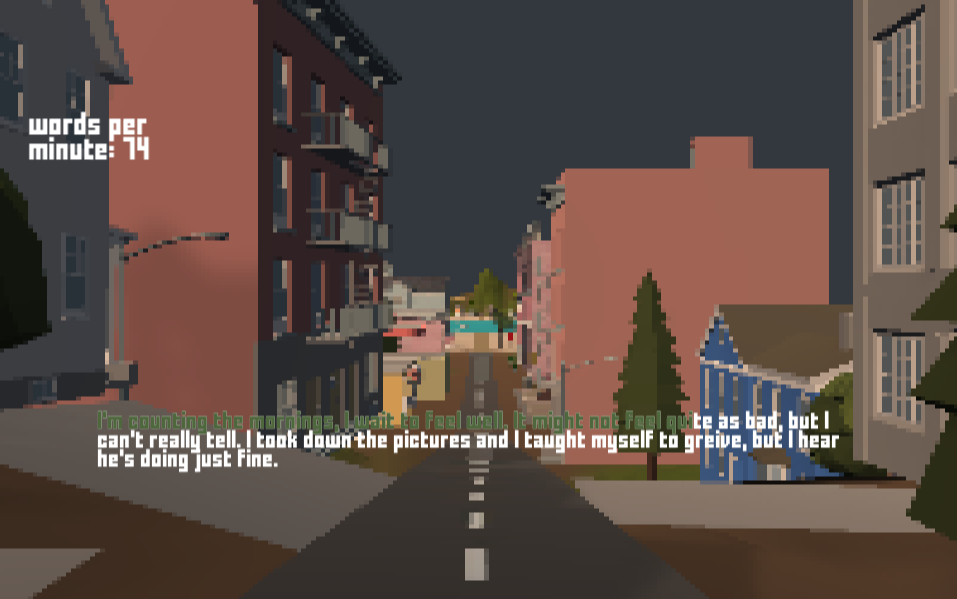 words per
minute: 74
I'm counting the mornings, I wait to feel well. It might not feel quite as bad, but I
can't really tell. I took down the pictures and I taught myself to greive, but I hear
he's doing just fine.